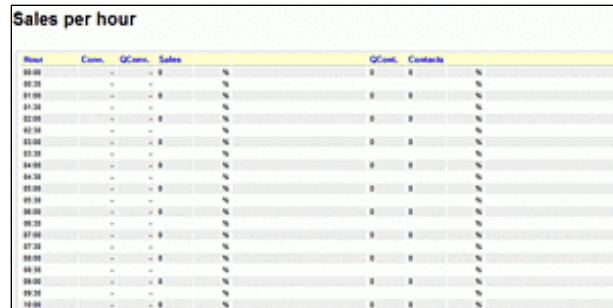 Sales per hour
Hour Conv. QConv. Sales QCont. Contacts
00:00 - - 0 % 0 0 %
00:30 - - %  %
01:00 - - 0 % 0 0 %
01:30 - - % %
02:00 - - 0 % 0 0 %
02:30 - - % %
03:00 - - 0 % 0 0 %
03:30 - - % %
04:00 - - 0 % 0 0 %
04:30 - - % %
05:00 - - 0 % 0 0 %
05:30 - - % %
06:00 - - 0 % 0 0 %
06:30 - - % %
07:00 - - 0 % 0 0 %
07:30 - - % %
08:00 - - 0 % 0 0 %
08:30 - - % %
09:00 - - 0 % 0 0 %
09:30 - - % %
10:00 - - 0 % 0 0 %